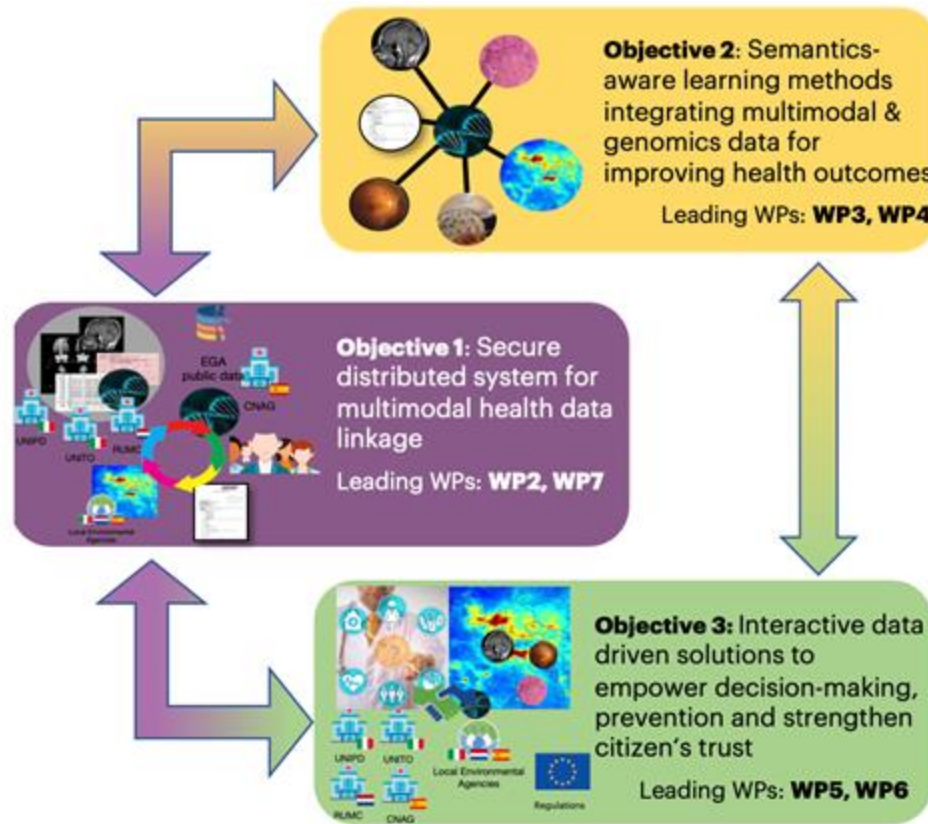 Objective 2: Semantics-
aware learning methods
integrating multimodal &
genomics data for
improving health outcomes
Leading WPs: WP3, WP4
Objective 1: Secure
distributed system for
multimodal health data
linkage
Leading WPs: WP2, WP7
EGA
public data
CNAG
UNIPD
UNITO
RUMC
Local Environmental
Agencies
Objective 3: Interactive data
driven solutions to
empower decision-making,
prevention and strengthen
citizen's trust
Leading WPs: WP5, WP6
UNIPD
UNITO
Local Environmental
Agencies
RUMC
CNAG
Regulations